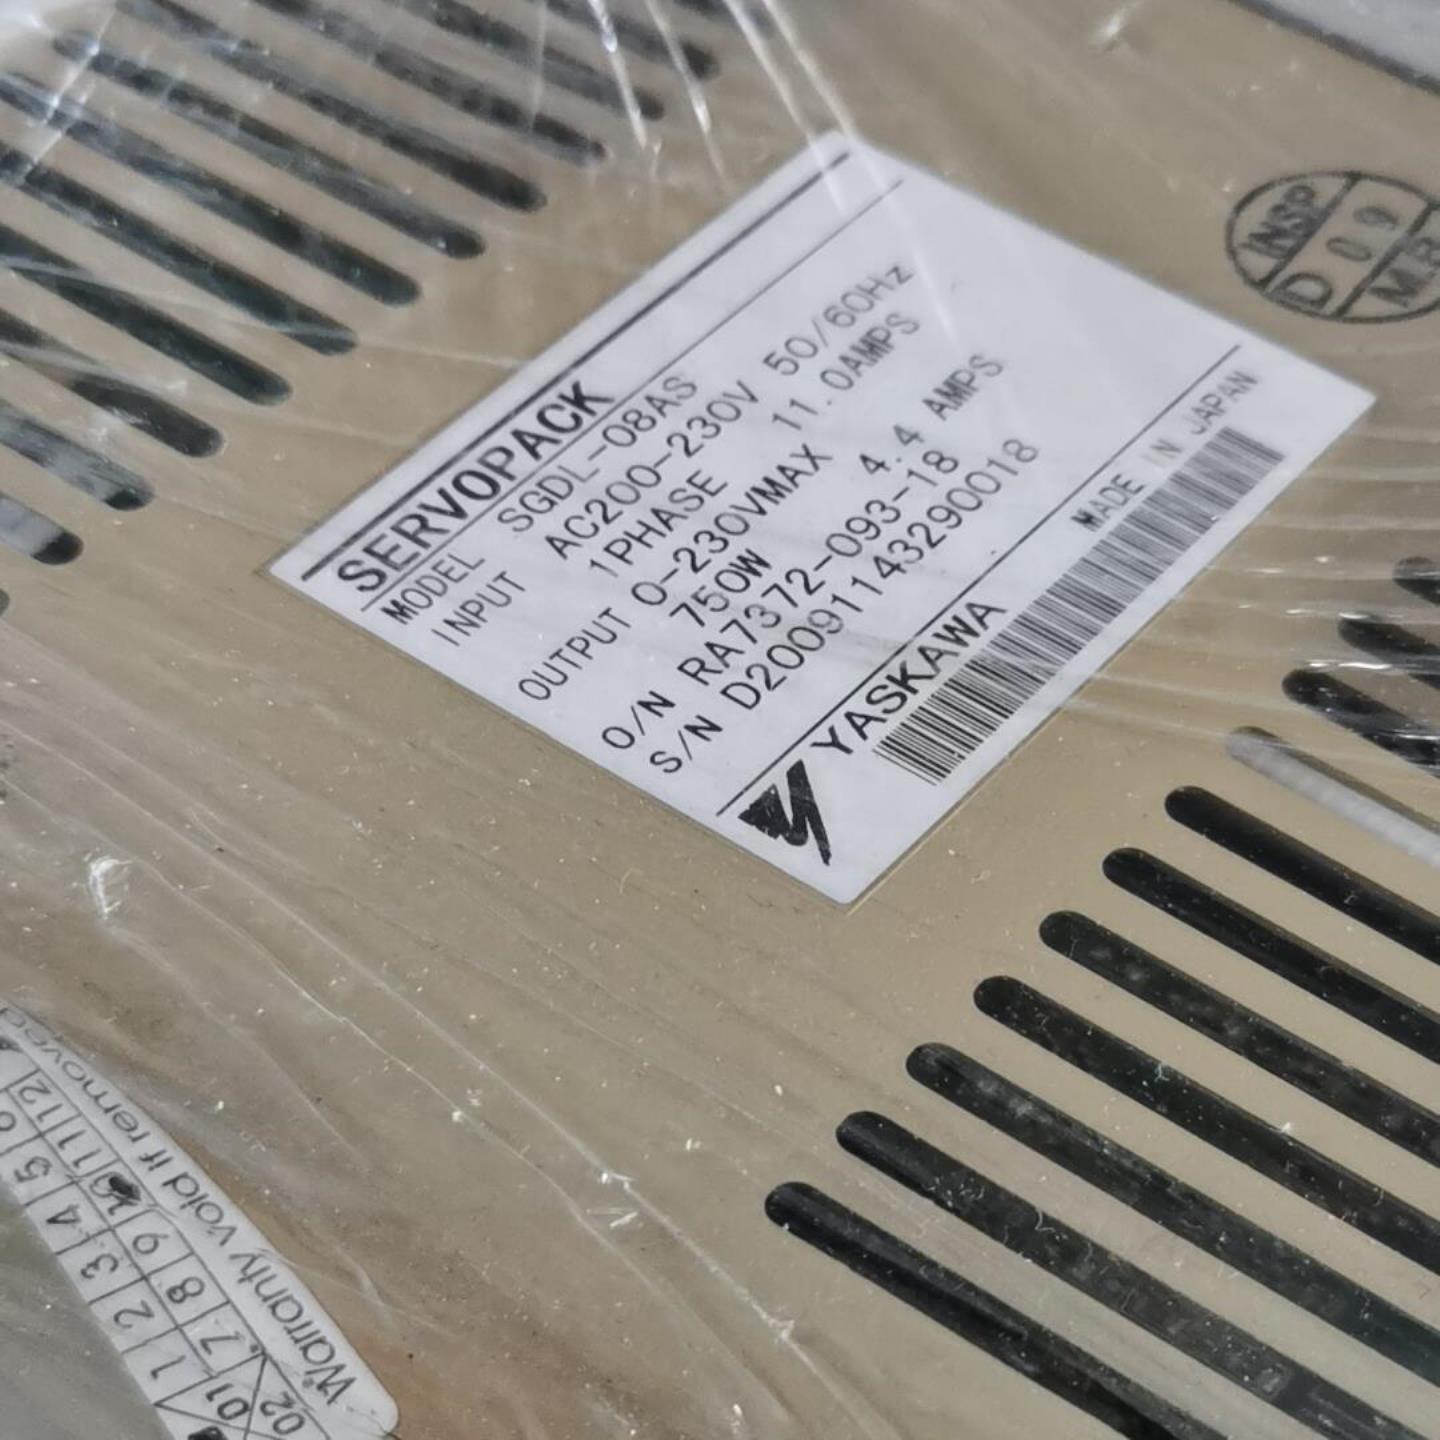 SERVOPACK
MODEL SGDL-08AS
INPUT AC200-230V 50/60Hz
1PHASE 11.0AMPS
OUTPUT 0-230VMAX
750W 4.4 AMPS
O/N RA7372-093-18
S/N D20091143290018
YASKAWA MADE IN JAPAN
INSP
D 09
M.R
Warranty void If removed
1 2 3 4 5 6
7 8 9 10 11 12
01
02